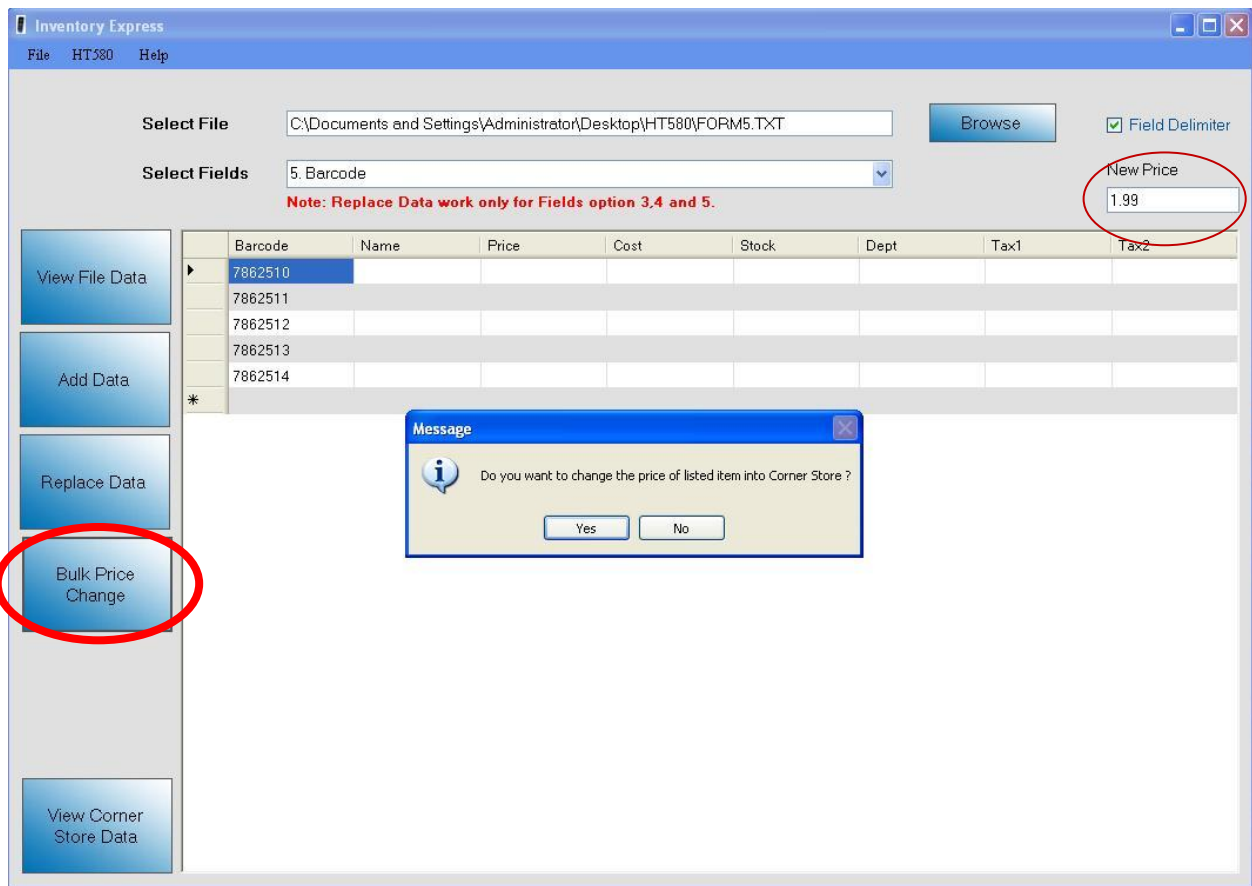 Inventory Express
File HT580 Help
Select File C:\Documents and Settings\Administrator\Desktop\HT580\FORM5.TXT Browse Field Delimiter
Select Fields 5. Barcode New Price
Note: Replace Data work only for Fields option 3,4 and 5. 1.99
View File Data
Add Data
Replace Data
Bulk Price
Change
View Corner
Store Data
Barcode Name Price Cost Stock Dept Tax1 Tax2
7862510
7862511
7862512
7862513
7862514
Message
Do you want to change the price of listed item into Corner Store ?
Yes No